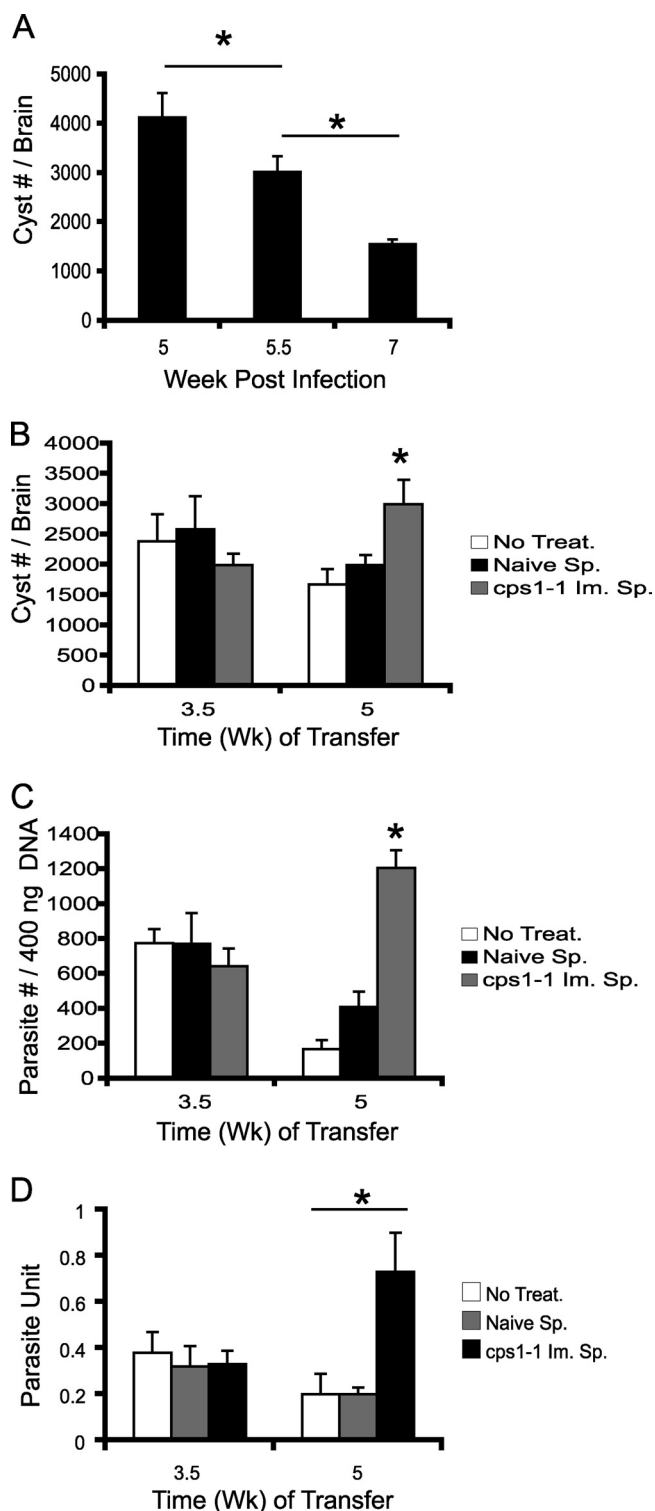 A
*
*
5000
4000
3000
2000
1000
0
Cyst # / Brain
5 5.5 7
Week Post Infection
B
*
4000
3500
3000
2500
2000
1500
1000
500
0
Cyst # / Brain
No Treat.
Naive Sp.
cps1-1 Im. Sp.
3.5 5
Time (Wk) of Transfer
C
*
1400
1200
1000
800
600
400
200
0
Parasite # / 400 ng DNA
No Treat.
Naive Sp.
cps1-1 Im. Sp.
3.5 5
Time (Wk) of Transfer
D
*
1
0.8
0.6
0.4
0.2
0
Parasite Unit
No Treat.
Naive Sp.
cps1-1 Im. Sp.
3.5 5
Time (Wk) of Transfer